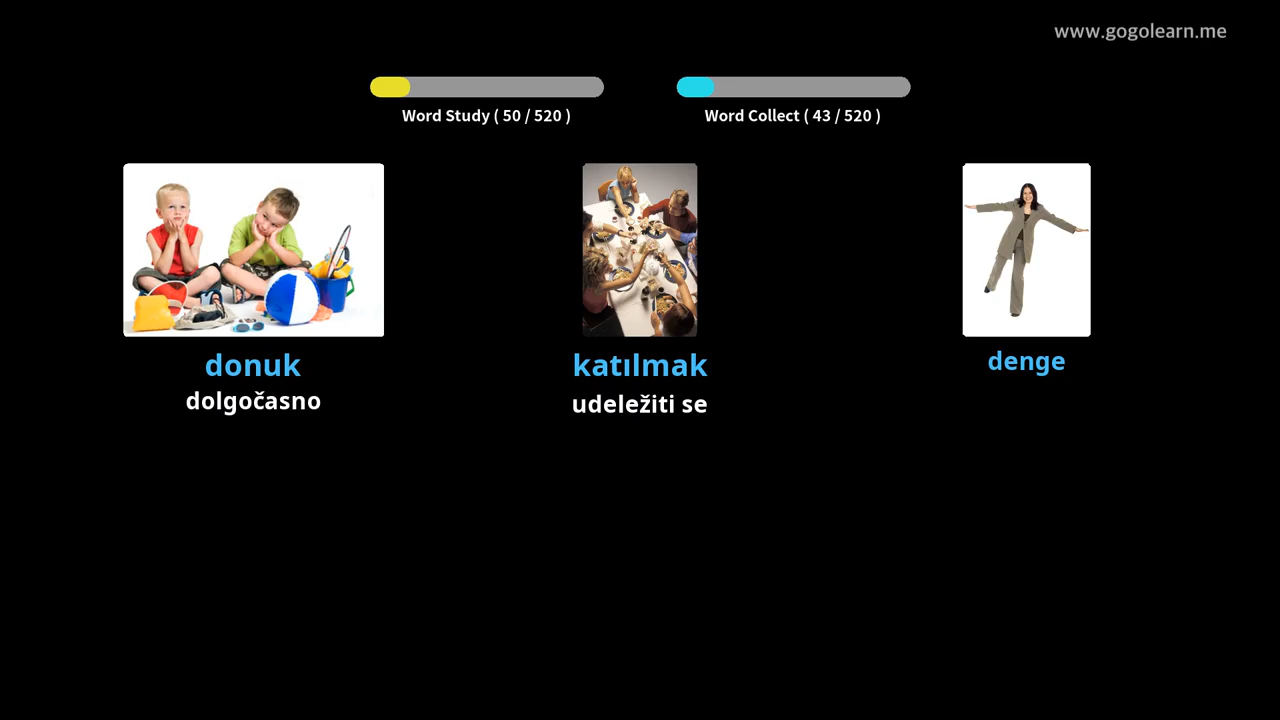 www.gogolearn.me
Word Study ( 50 / 520 )
Word Collect ( 43 / 520 )
donuk
dolgočasno
katılmak
udeležiti se
denge